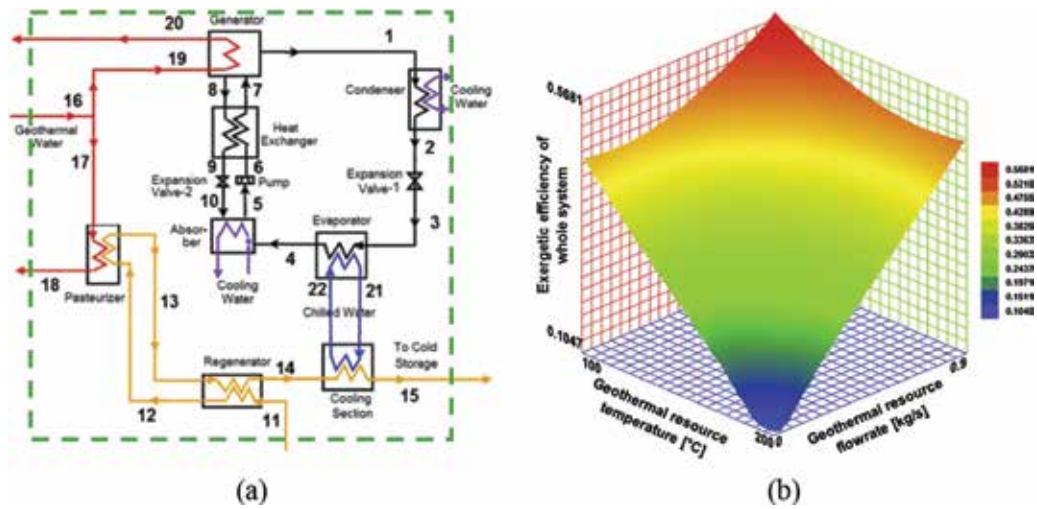 20
Generator
1
19
8
7
Condenser
Cooling
Water
16
Geothermal
Water
Heat
Exchanger
2
17
9
6
Expansion
Valve-2
Pump
Expansion
Valve-1
10
5
3
Absor-
ber
Evaporator
4
18
Pasteurizer
13
Cooling
Water
22
21
Chilled Water
Regenerator
14
To Cold
Storage
12
11
Cooling
Section
15
(a)
Exergetic efficiency of
whole system
0.5681
0.1047
100
Geothermal resource
temperature [°C]
200
0
Geothermal resource
flowrate [kg/s]
0.9
(b)